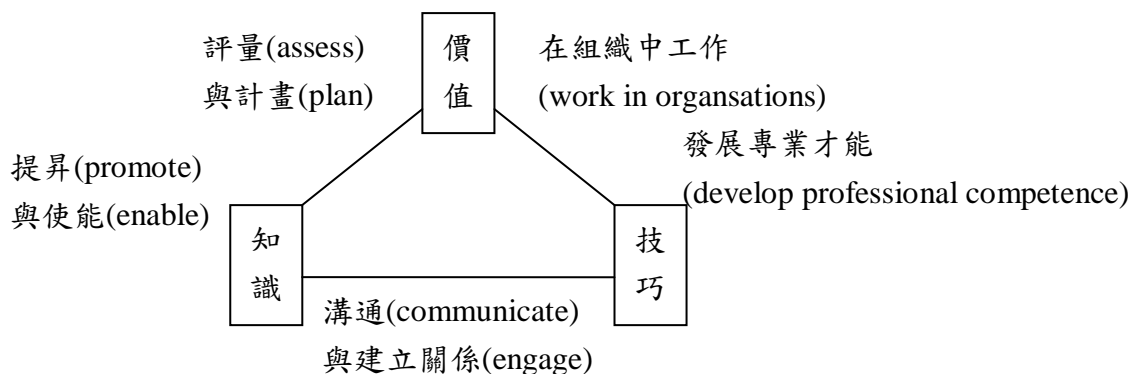 評量(assess)
與計畫(plan)
價
值
在組織中工作
(work in organsations)
發展專業才能
(develop professional competence)
提昇(promote)
與使能(enable)
知
識
技
巧
溝通(communicate)
與建立關係(engage)